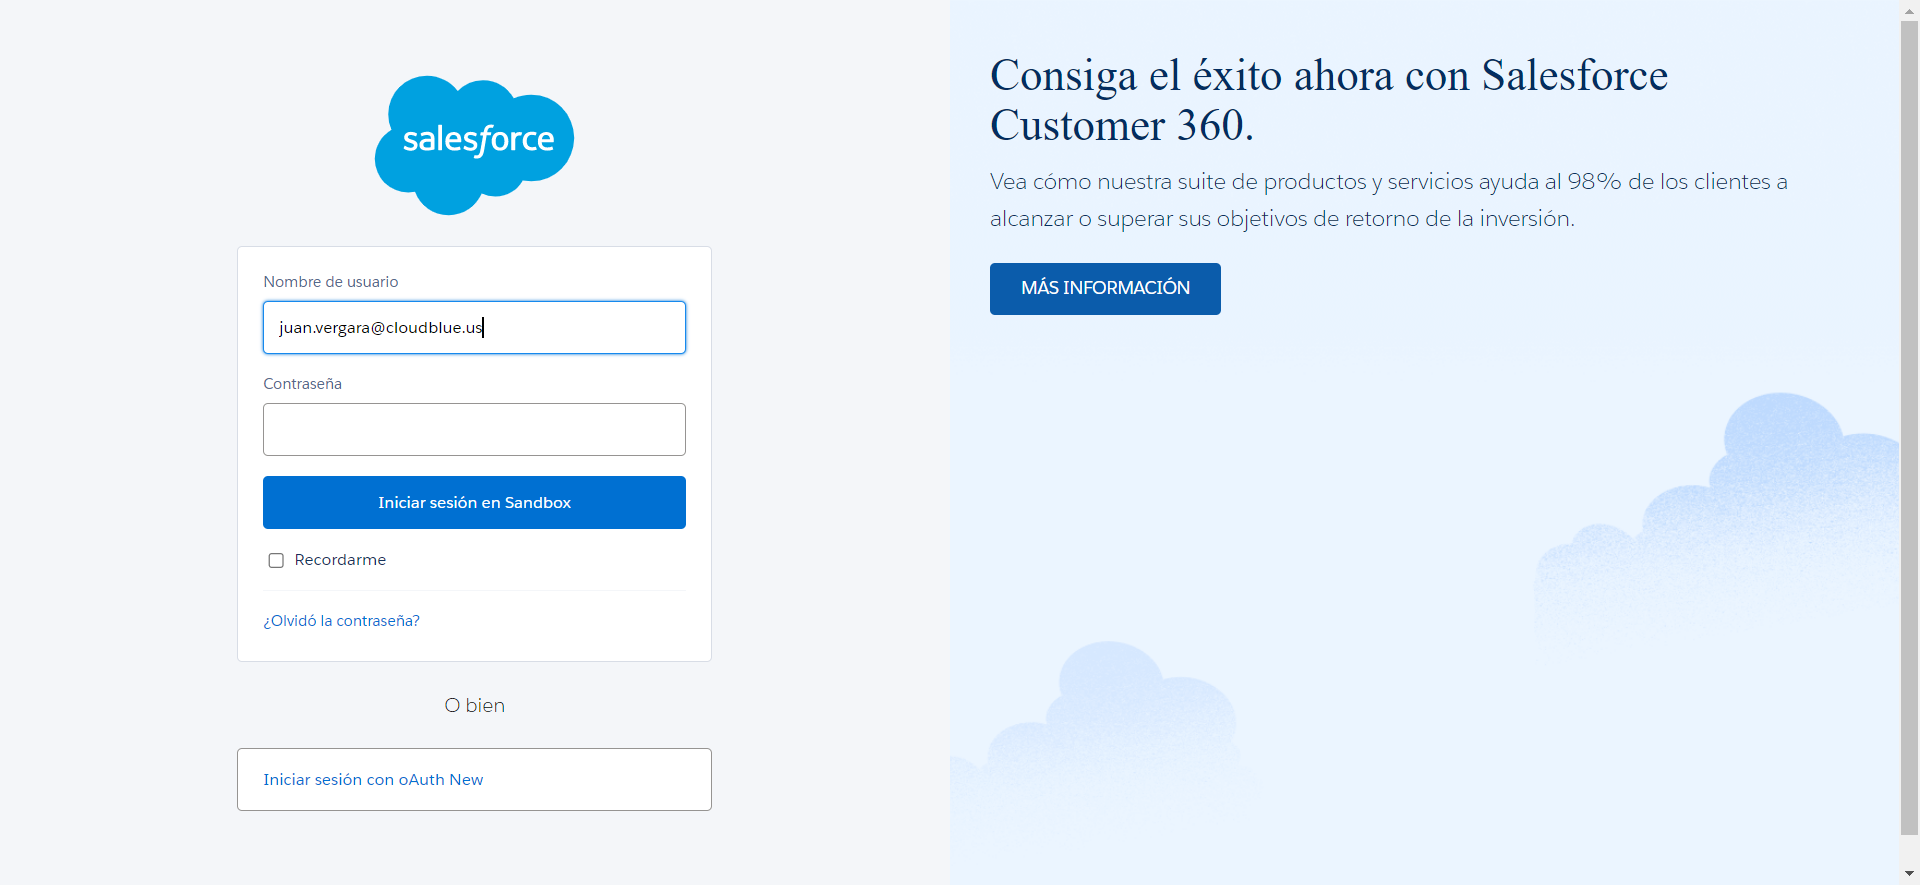 salesforce
Nombre de usuario
juan.vergara@cloudblue.us
Contraseña
Iniciar sesión en Sandbox
Recordarme
¿Olvidó la contraseña?
O bien
Iniciar sesión con oAuth New
Consiga el éxito ahora con Salesforce
Customer 360.
Vea cómo nuestra suite de productos y servicios ayuda al 98% de los clientes a
alcanzar o superar sus objetivos de retorno de la inversión.
MÁS INFORMACIÓN